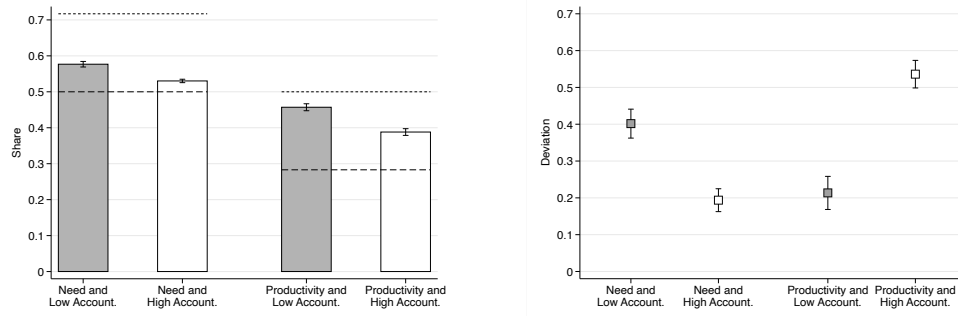 0.7
0.6
0.5
0.4
0.3
0.2
0.1
0
Share
Need and
Low Account.
Need and
High Account.
Productivity and
Low Account.
Productivity and
High Account.
0.7
0.6
0.5
0.4
0.3
0.2
0.1
0
Deviation
Need and
Low Account.
Need and
High Account.
Productivity and
Low Account.
Productivity and
High Account.